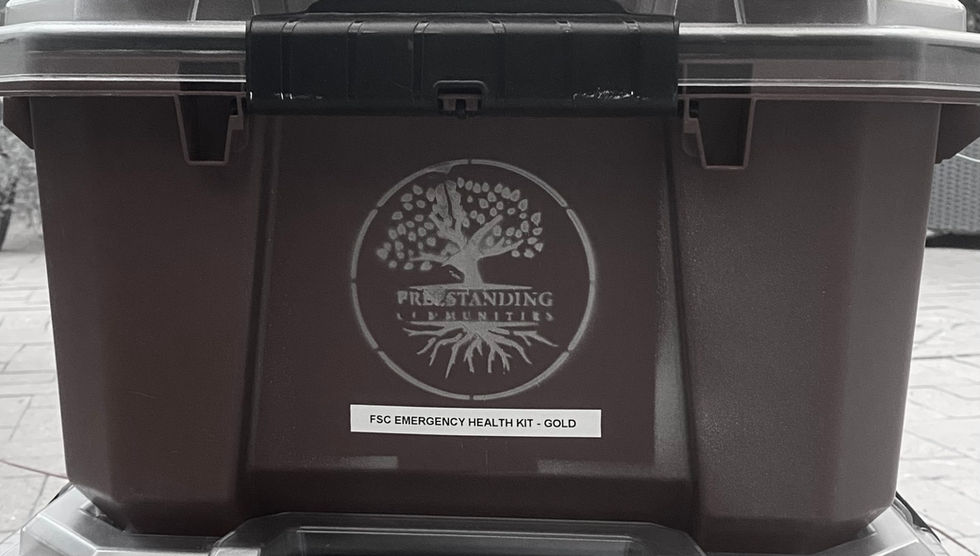 FREESTANDING
COMMUNITIES
FSC EMERGENCY HEALTH KIT - GOLD